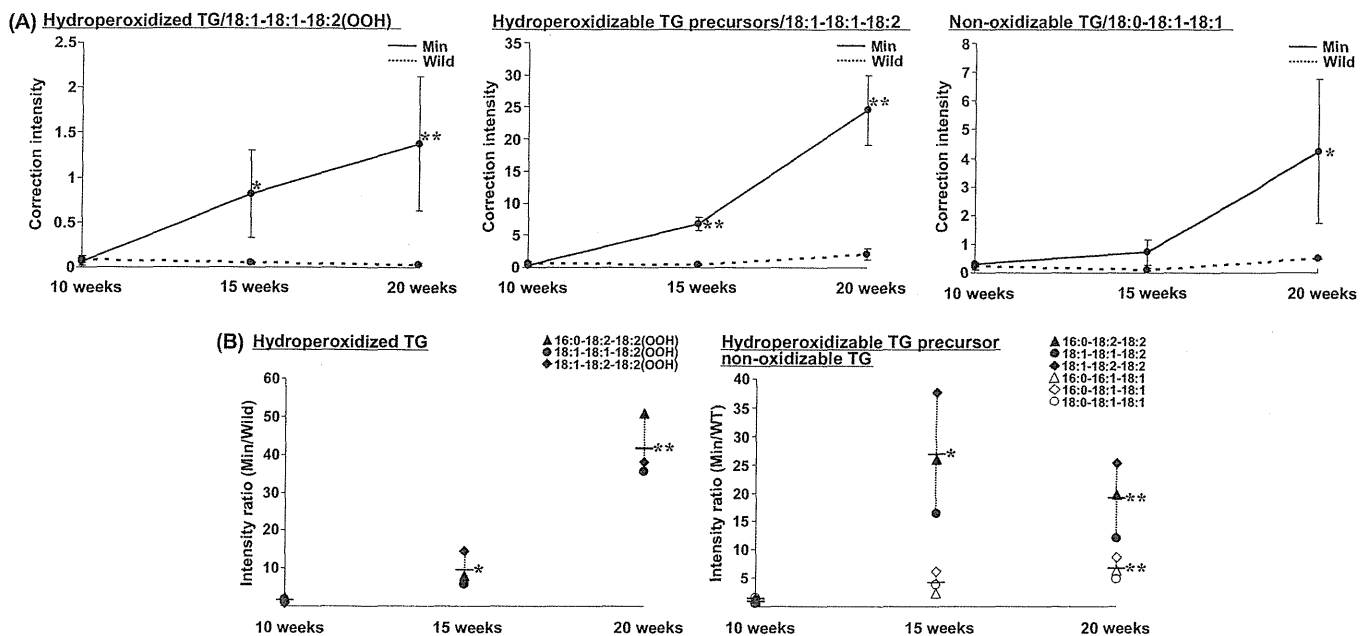 (A) Hydroperoxidized TG/18:1-18:1-18:2(OOH)
Correction intensity
2.5
2
1.5
1
0.5
0
Min
Wild
*
**
10 weeks 15 weeks 20 weeks
Hydroperoxidizable TG precursors/18:1-18:1-18:2
Correction intensity
35
30
25
20
15
10
5
0
Min
Wild
**
**
10 weeks 15 weeks 20 weeks
Non-oxidizable TG/18:0-18:1-18:1
Correction intensity
8
7
6
5
4
3
2
1
0
Min
Wild
*
10 weeks 15 weeks 20 weeks
(B) Hydroperoxidized TG
16:0-18:2-18:2(OOH)
18:1-18:1-18:2(OOH)
18:1-18:2-18:2(OOH)
Intensity ratio (Min/Wild)
60
50
40
30
20
10
*
**
10 weeks 15 weeks 20 weeks
Hydroperoxidizable TG precursor
non-oxidizable TG
16:0-18:2-18:2
18:1-18:1-18:2
18:1-18:2-18:2
16:0-16:1-18:1
16:0-18:1-18:1
18:0-18:1-18:1
Intensity ratio (Min/WT)
40
35
30
25
20
15
10
5
*
**
**
10 weeks 15 weeks 20 weeks